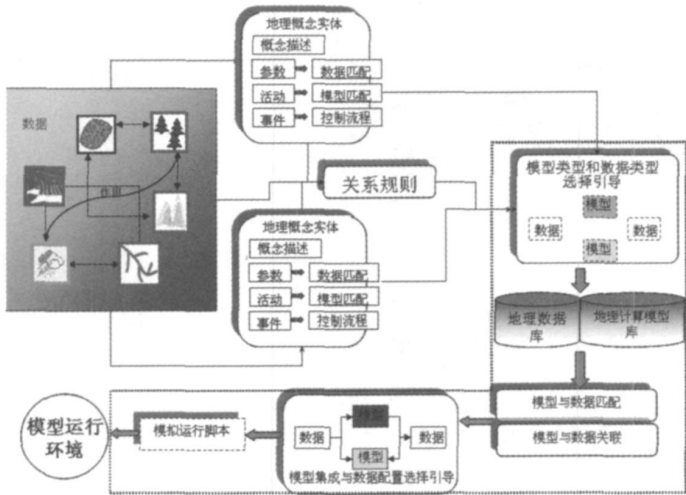 地理概念实体
概念描述
参数
数据匹配
活动
模型匹配
事件
控制流程
数据
作用
关系规则
地理概念实体
概念描述
参数
数据匹配
活动
模型匹配
事件
控制流程
模型类型和数据类型
选择引导
模型
数据
数据
模型
地理数据
库
地理计算模型
库
模型与数据匹配
模型与数据关联
模型
数据
数据
模型
模型集成与数据配置选择引导
模拟运行脚本
模型运行
环境